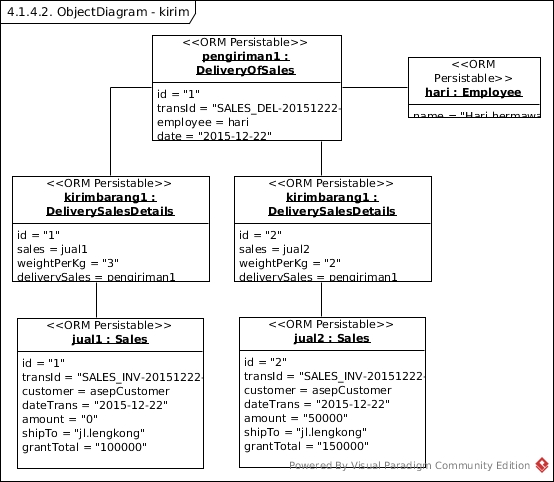 4.1.4.2. ObjectDiagram - kirim
<<ORM Persistable>>
pengiriman1 :
DeliveryOfSales
id = "1"
transId = "SALES_DEL-20151222-
employee = hari
date = "2015-12-22"
<<ORM
Persistable>>
hari : Employee
name = "Hari hermawa
<<ORM Persistable>>
kirimbarang1 :
DeliverySalesDetails
id = "1"
sales = jual1
weightPerKg = "3"
deliverySales = pengiriman1
<<ORM Persistable>>
kirimbarang1 :
DeliverySalesDetails
id = "2"
sales = jual2
weightPerKg = "2"
deliverySales = pengiriman1
<<ORM Persistable>>
jual1 : Sales
id = "1"
transId = "SALES_INV-20151222-
customer = asepCustomer
dateTrans = "2015-12-22"
amount = "0"
shipTo = "jl.lengkong"
grantTotal = "100000"
<<ORM Persistable>>
jual2 : Sales
id = "2"
transId = "SALES_INV-20151222-
customer = asepCustomer
dateTrans = "2015-12-22"
amount = "50000"
shipTo = "jl.lengkong"
grantTotal = "150000"
Powered By Visual Paradigm Community Edition